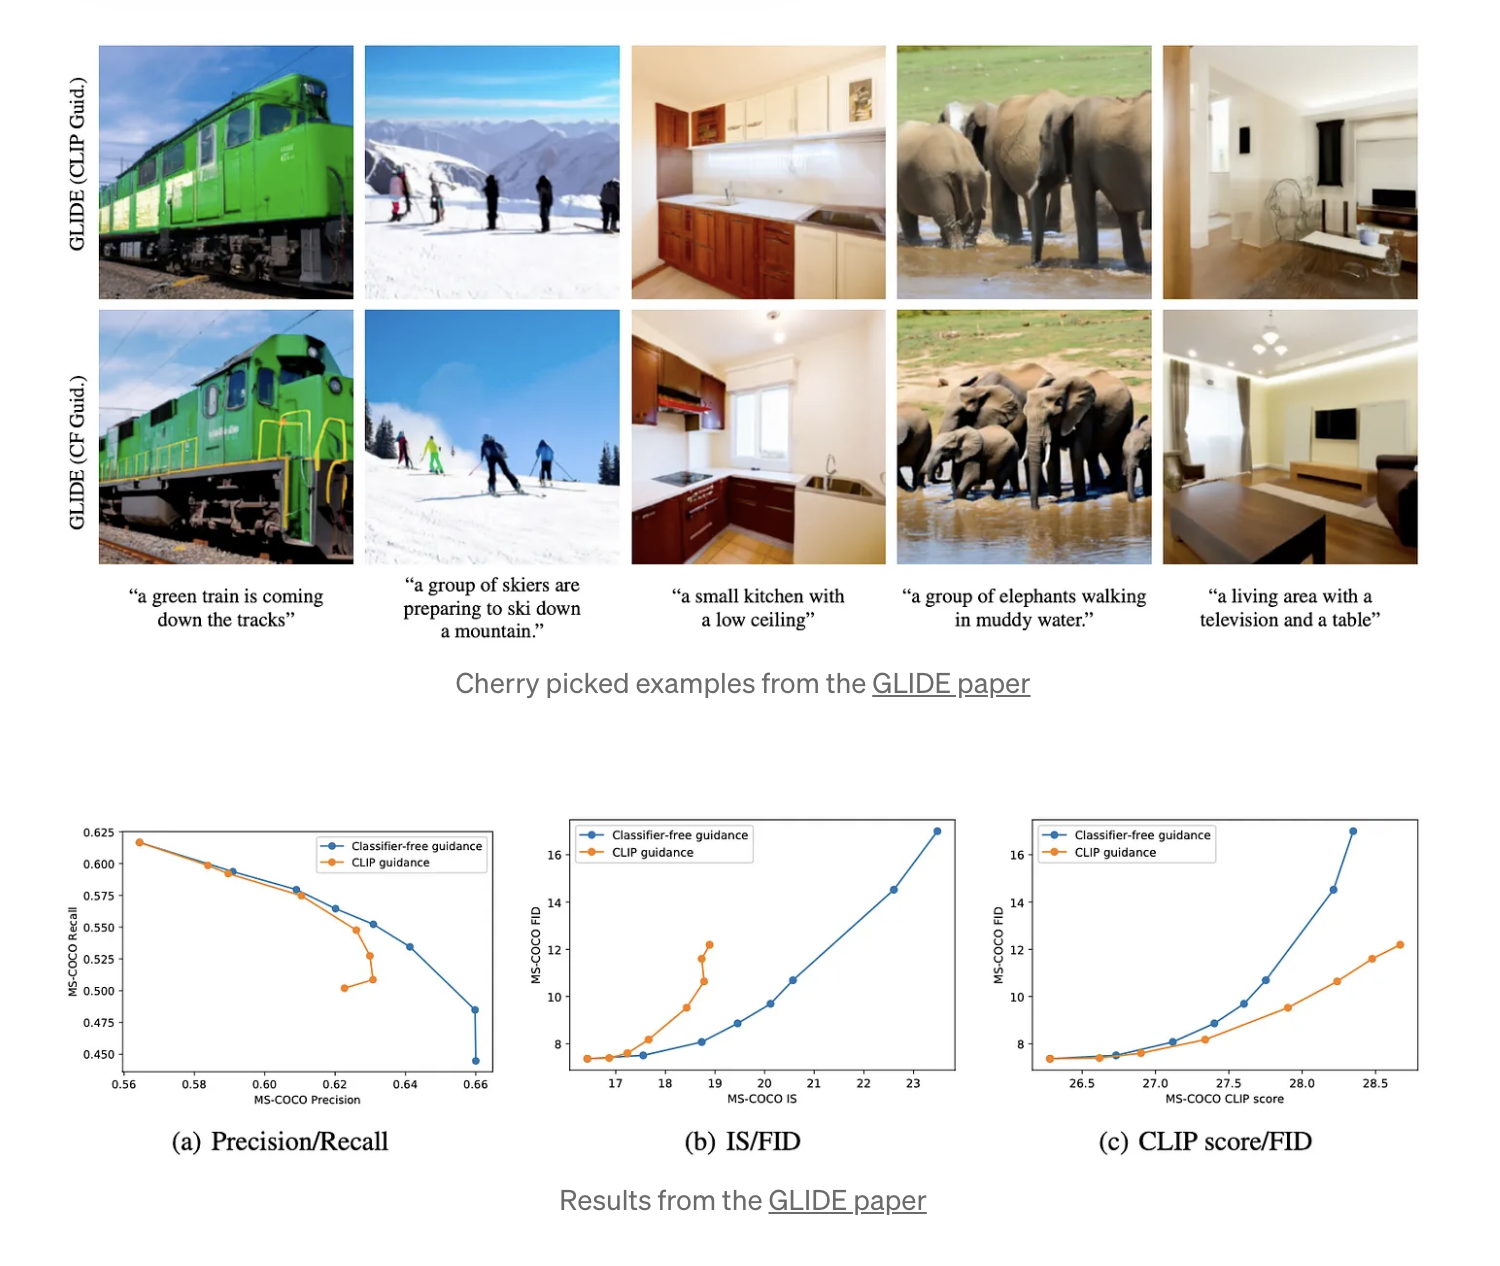 GLIDE (CLIP Guid.)
GLIDE (CF Guid.)
“a green train is coming
down the tracks”
“a group of skiers are
preparing to ski down
a mountain.”
“a small kitchen with
a low ceiling”
“a group of elephants walking
in muddy water.”
“a living area with a
television and a table”
Cherry picked examples from the GLIDE paper
MS-COCO Recall
0.625
0.600
0.575
0.550
0.525
0.500
0.475
0.450
Classifier-free guidance
CLIP guidance
0.56 0.58 0.60 0.62 0.64 0.66
MS-COCO Precision
(a) Precision/Recall
MS-COCO FID
16
14
12
10
8
Classifier-free guidance
CLIP guidance
17 18 19 20 21 22 23
MS-COCO IS
(b) IS/FID
MS-COCO FID
16
14
12
10
8
Classifier-free guidance
CLIP guidance
26.5 27.0 27.5 28.0 28.5
MS-COCO CLIP score
(c) CLIP score/FID
Results from the GLIDE paper